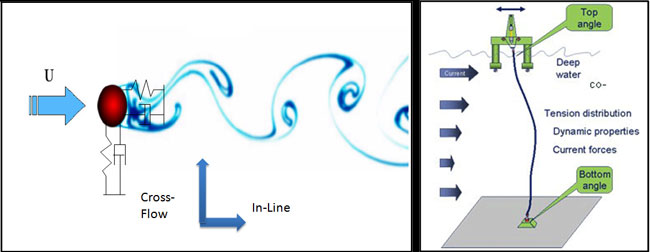 U
Cross-
Flow
In-Line
Top
angle
Deep
water
Current
co-
Tension distribution
Dynamic properties
Current forces
Bottom
angle